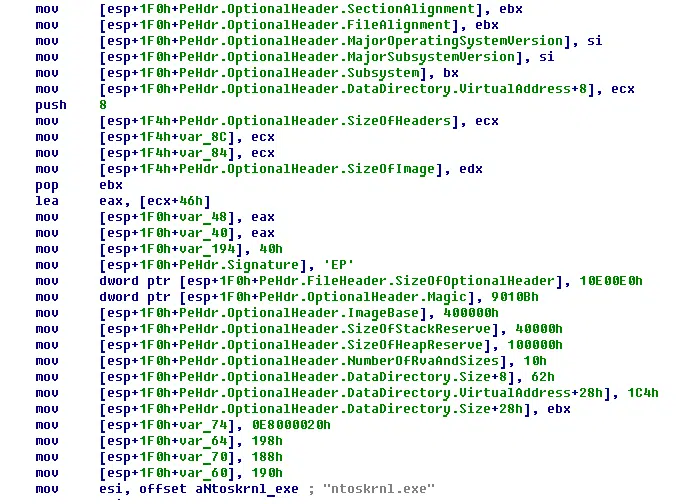 mov [esp+1F0h+PeHdr.OptionalHeader.SectionAlignment], ebx
mov [esp+1F0h+PeHdr.OptionalHeader.FileAlignment], ebx
mov [esp+1F0h+PeHdr.OptionalHeader.MajorOperatingSystemVersion], si
mov [esp+1F0h+PeHdr.OptionalHeader.MajorSubsystemVersion], si
mov [esp+1F0h+PeHdr.OptionalHeader.Subsystem], bx
mov [esp+1F0h+PeHdr.OptionalHeader.DataDirectory.VirtualAddress+8], ecx
push 8
mov [esp+1F4h+PeHdr.OptionalHeader.SizeOfHeaders], ecx
mov [esp+1F4h+var_8C], ecx
mov [esp+1F4h+var_84], ecx
mov [esp+1F4h+PeHdr.OptionalHeader.SizeOfImage], edx
pop ebx
lea eax, [ecx+46h]
mov [esp+1F0h+var_48], eax
mov [esp+1F0h+var_40], eax
mov [esp+1F0h+var_194], 40h
mov [esp+1F0h+PeHdr.Signature], 'EP'
mov dword ptr [esp+1F0h+PeHdr.FileHeader.SizeOfOptionalHeader], 10E00E0h
mov dword ptr [esp+1F0h+PeHdr.OptionalHeader.Magic], 9010Bh
mov [esp+1F0h+PeHdr.OptionalHeader.ImageBase], 400000h
mov [esp+1F0h+PeHdr.OptionalHeader.SizeOfStackReserve], 40000h
mov [esp+1F0h+PeHdr.OptionalHeader.SizeOfHeapReserve], 100000h
mov [esp+1F0h+PeHdr.OptionalHeader.NumberOfRvaAndSizes], 10h
mov [esp+1F0h+PeHdr.OptionalHeader.DataDirectory.Size+8], 62h
mov [esp+1F0h+PeHdr.OptionalHeader.DataDirectory.VirtualAddress+28h], 1C4h
mov [esp+1F0h+PeHdr.OptionalHeader.DataDirectory.Size+28h], ebx
mov [esp+1F0h+var_74], 0E8000020h
mov [esp+1F0h+var_64], 198h
mov [esp+1F0h+var_70], 188h
mov [esp+1F0h+var_60], 190h
mov esi, offset aNtoskrnl_exe ; "ntoskrnl.exe"